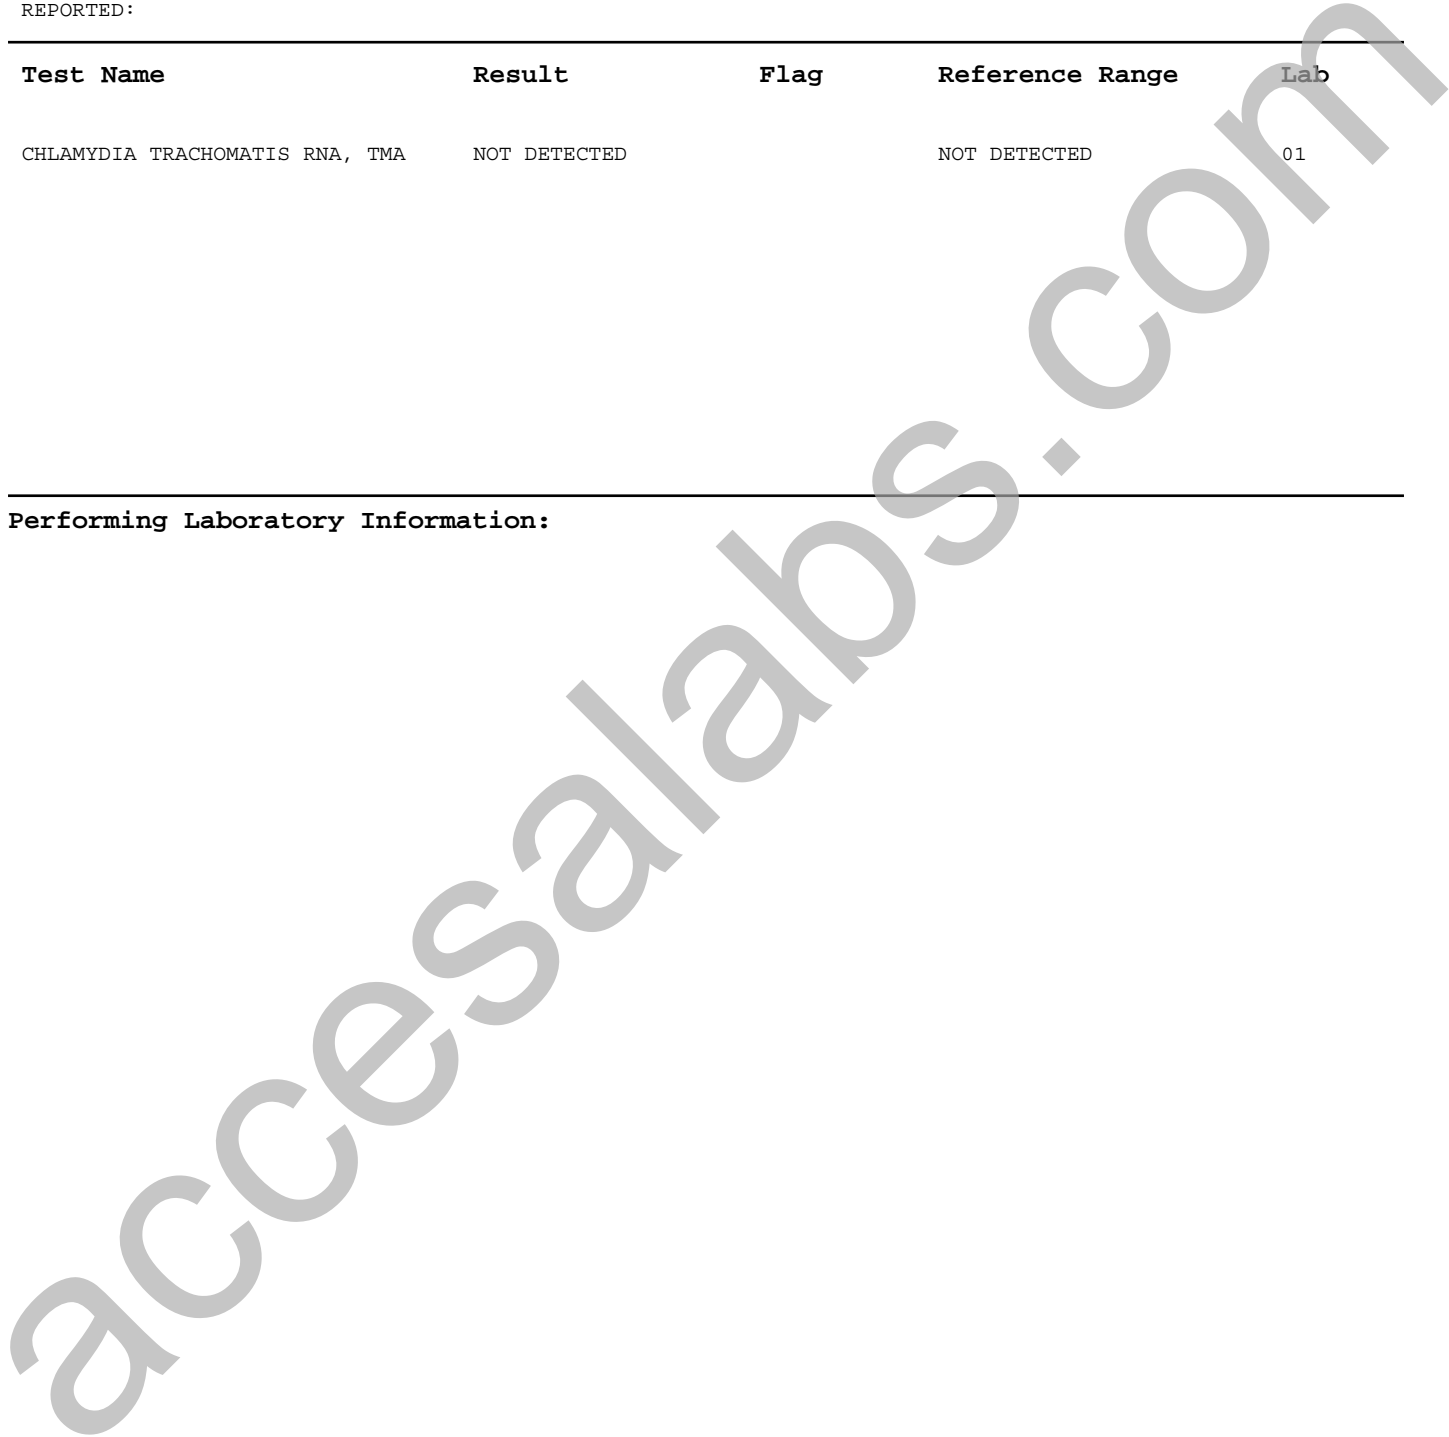 REPORTED:
Test Name Result Flag Reference Range Lab
CHLAMYDIA TRACHOMATIS RNA, TMA NOT DETECTED NOT DETECTED 01
Performing Laboratory Information:
accesalabs.com